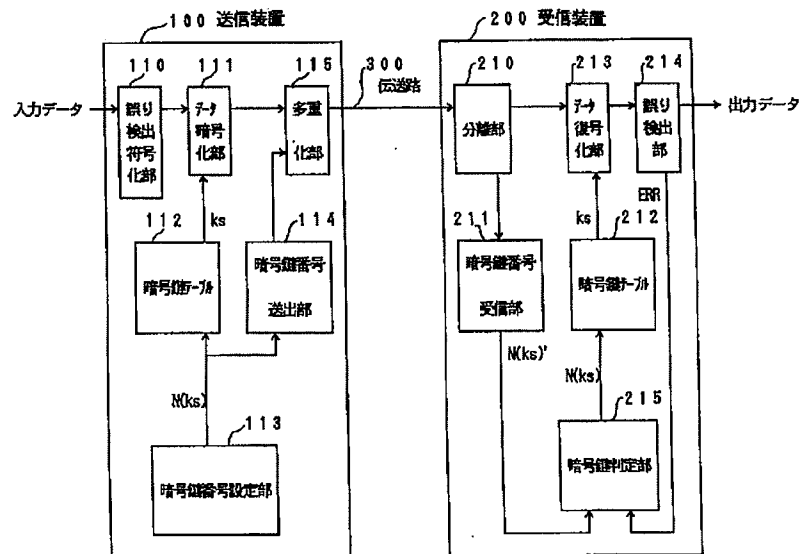 100 送信装置
200 受信装置
110
111
115
300
210
213
214
入力データ
誤り
検出
符号
化部
データ
暗号
化部
多重
化部
伝送路
分離部
データ
復号
化部
誤り
検出
部
出力データ
ks
ERR
ks
112
114
211
212
暗号鍵テーブル
暗号鍵番号
送出部
暗号鍵番号
受信部
暗号鍵テーブル
N(ks)
N(ks)'
N(ks)
113
215
暗号鍵番号設定部
暗号鍵判定部